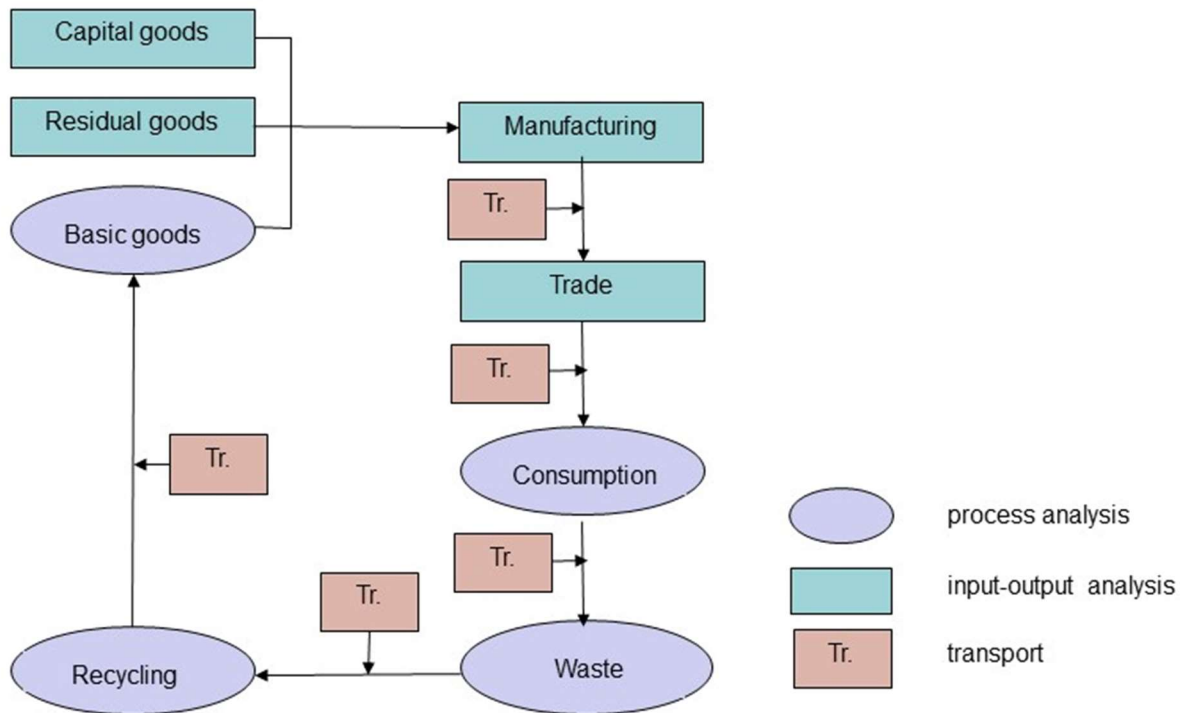 Capital goods
Residual goods
Manufacturing
Tr.
Basic goods
Trade
Tr.
Tr.
Consumption
process analysis
Tr.
input-output analysis
Tr.
Tr.
transport
Recycling
Waste